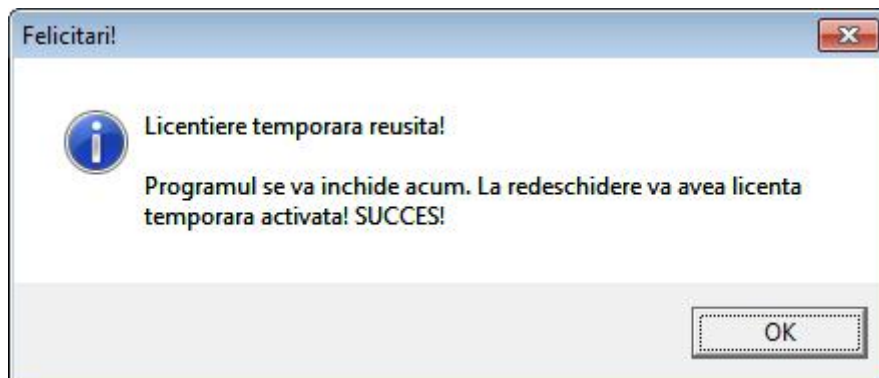 Felicitari!
Licentiere temporara reusita!
Programul se va inchide acum. La redeschidere va avea licenta
temporara activata! SUCCES!
OK